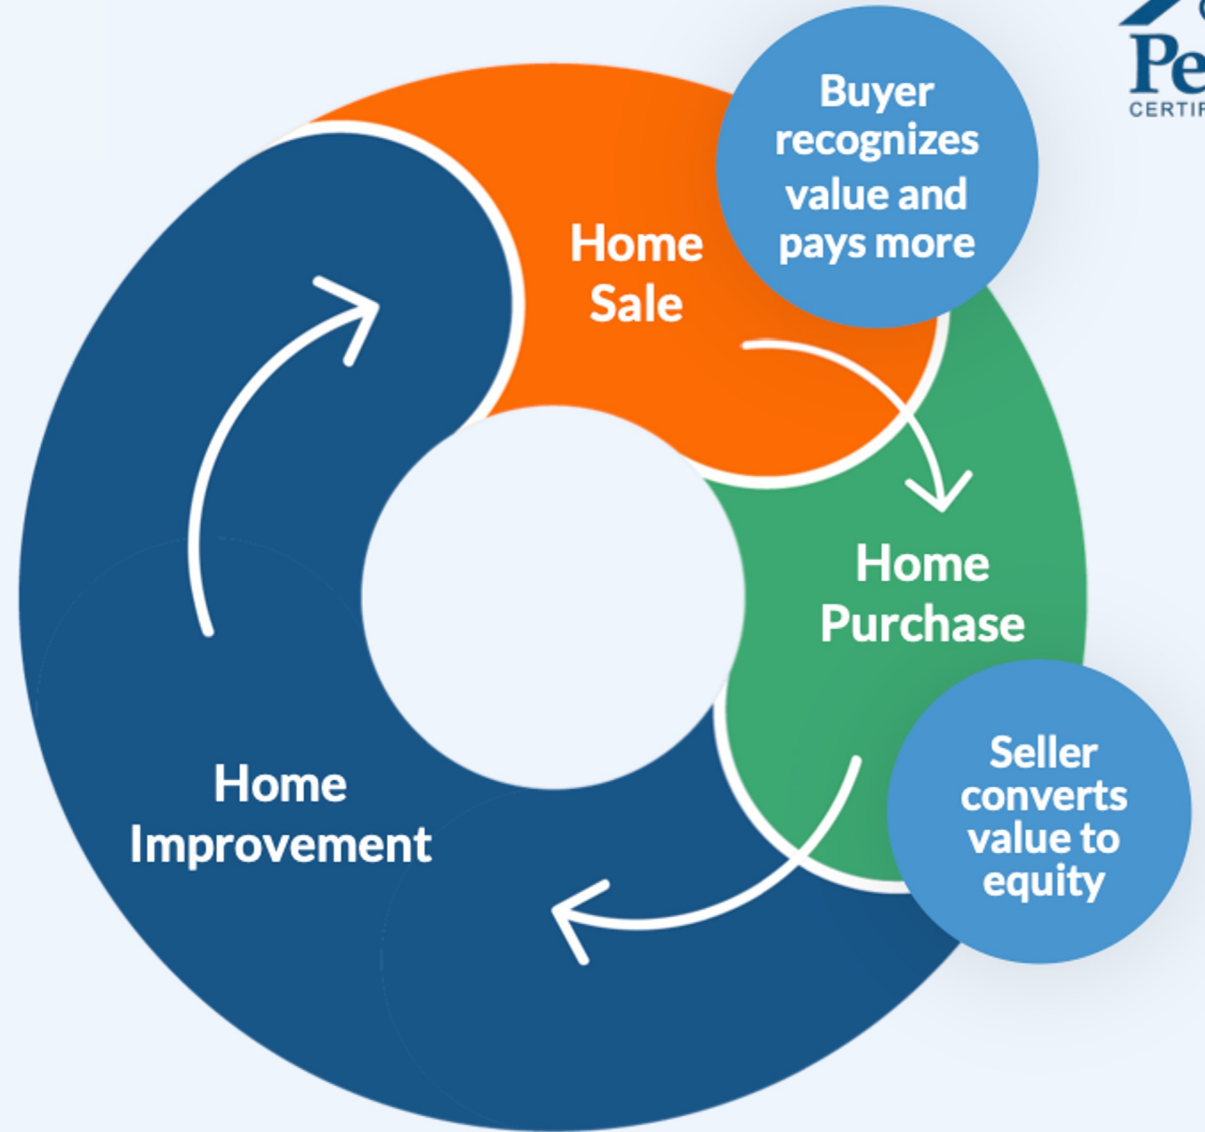 Buyer
recognizes
value and
pays more
Home
Sale
Home
Purchase
Seller
converts
value to
equity
Home
Improvement